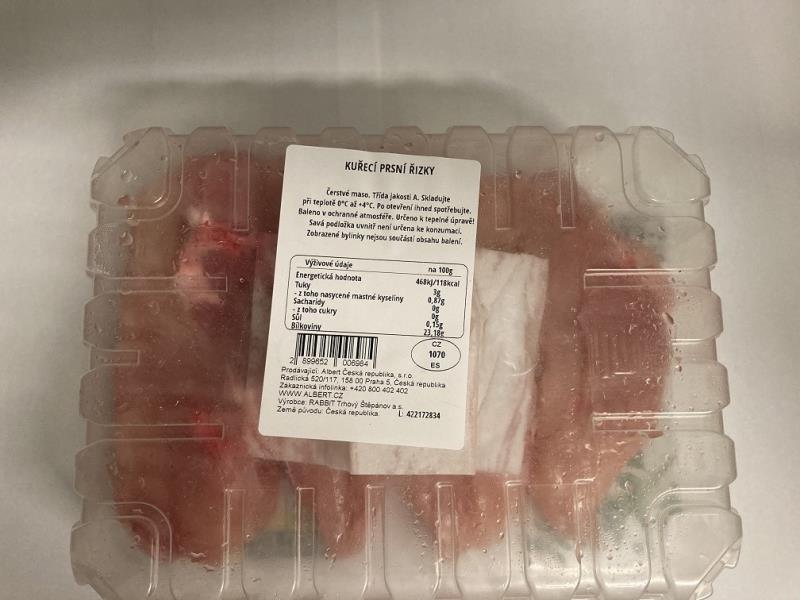 KUŘECÍ PRSNÍ ŘIZKY
Čerstvé maso. Třída jakosti A. Skladujte
při teplotě 0°C až +4°C. Po otevření ihned spotřebujte.
Baleno v ochranné atmosféře. Určeno k tepelné úpravě!
Savá podložka uvnitř není určena ke konzumaci.
Zobrazené bylinky nejsou součástí obsahu balení.
Výživové údaje na 100g
Energetická hodnota 468kJ/118kcal
Tuky 3g
- z toho nasycené mastné kyseliny 0,87g
Sacharidy 0g
- z toho cukry 0g
Sůl 0,15g
Bílkoviny 23,18g
CZ
1070
ES
2 899652 006984
Prodávající: Albert Česká republika, s.r.o.
Radlická 520/117, 158 00 Praha 5, Česká republika
Zákaznická infolinka: +420 800 402 402
WWW.ALBERT.CZ
Výrobce: RABBIT Trhový Štěpánov a.s.
Země původu: Česká republika. L: 422172834